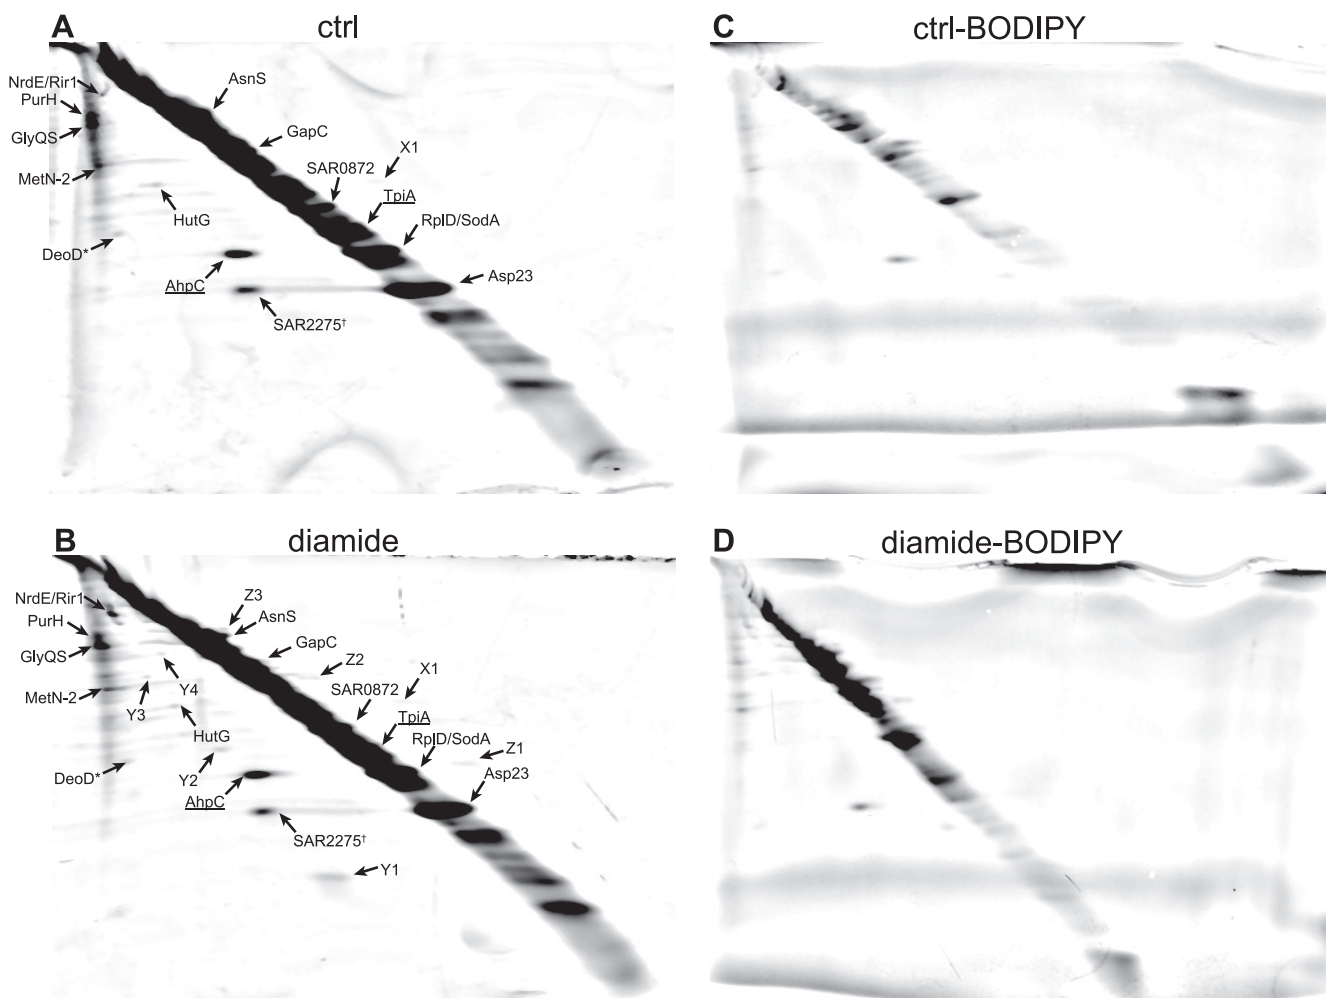 A
ctrl
NrdE/Rir1
PurH
GlyQS
MetN-2
DeoD*
AsnS
GapC
SAR0872
X1
TpiA
RplD/SodA
Asp23
HutG
AhpC
SAR2275†
C
ctrl-BODIPY
B
diamide
NrdE/Rir1
PurH
GlyQS
MetN-2
DeoD*
Z3
AsnS
GapC
Z2
SAR0872
X1
TpiA
RplD/SodA
Z1
Asp23
Y4
Y3
HutG
Y2
AhpC
SAR2275†
Y1
D
diamide-BODIPY